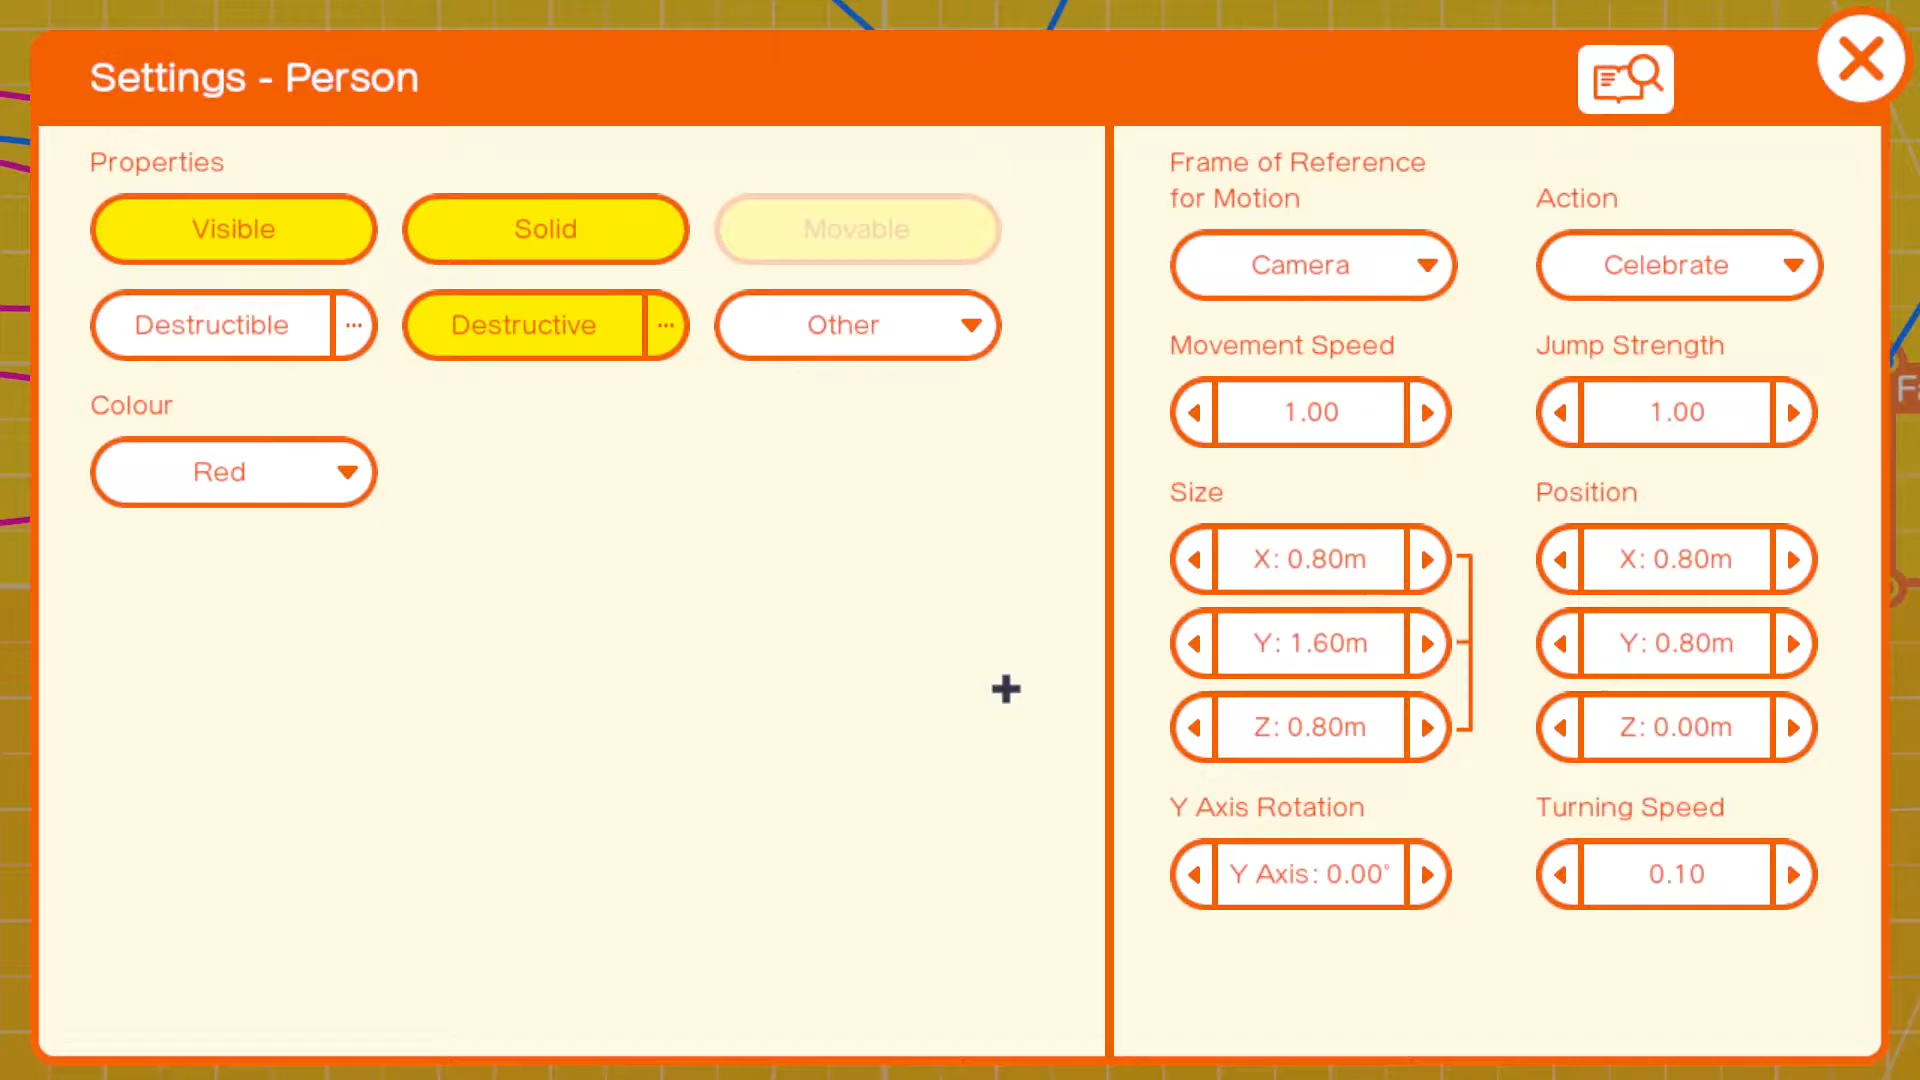 Settings - Person
Properties
Visible
Solid
Movable
Destructible
...
Destructive
...
Other
Colour
Red
Frame of Reference
for Motion
Camera
Action
Celebrate
Movement Speed
1.00
Jump Strength
1.00
Size
X: 0.80m
Y: 1.60m
Z: 0.80m
Position
X: 0.80m
Y: 0.80m
Z: 0.00m
Y Axis Rotation
Y Axis: 0.00°
Turning Speed
0.10